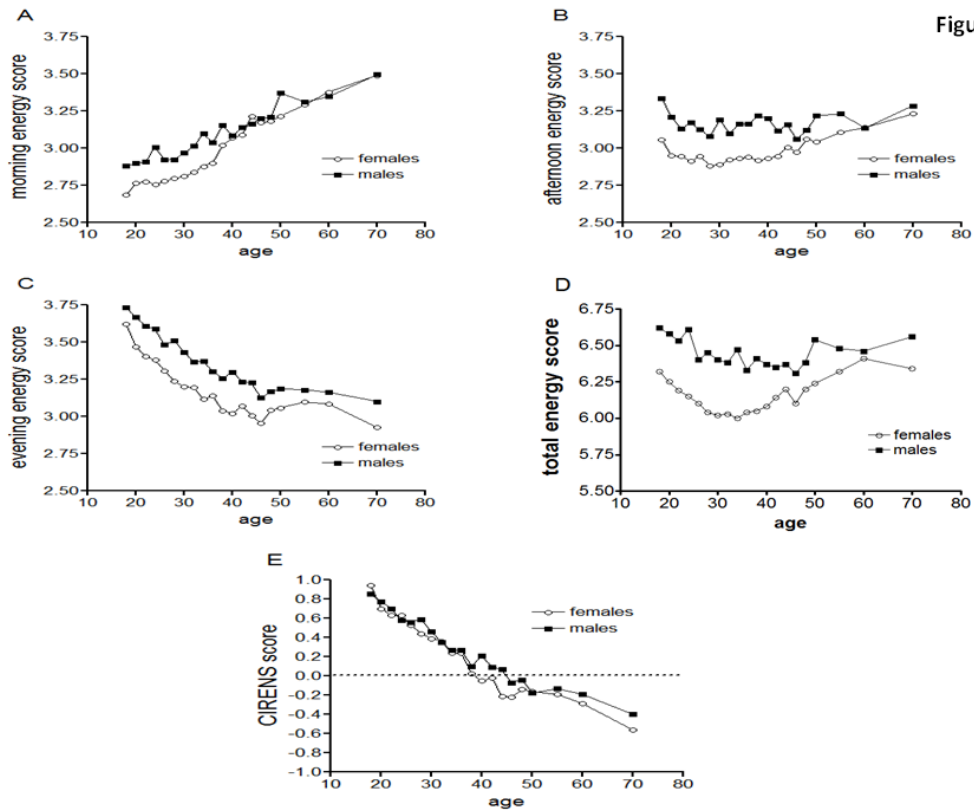 Figu
A
morning energy score
3.75
3.50
3.25
3.00
2.75
2.50
10 20 30 40 50 60 70 80
age
females
males
B
afternoon energy score
3.75
3.50
3.25
3.00
2.75
2.50
10 20 30 40 50 60 70 80
age
females
males
C
evening energy score
3.75
3.50
3.25
3.00
2.75
2.50
10 20 30 40 50 60 70 80
age
females
males
D
total energy score
6.75
6.50
6.25
6.00
5.75
5.50
10 20 30 40 50 60 70 80
age
females
males
E
CIRENS score
1.0
0.8
0.6
0.4
0.2
0.0
-0.2
-0.4
-0.6
-0.8
-1.0
10 20 30 40 50 60 70 80
age
females
males